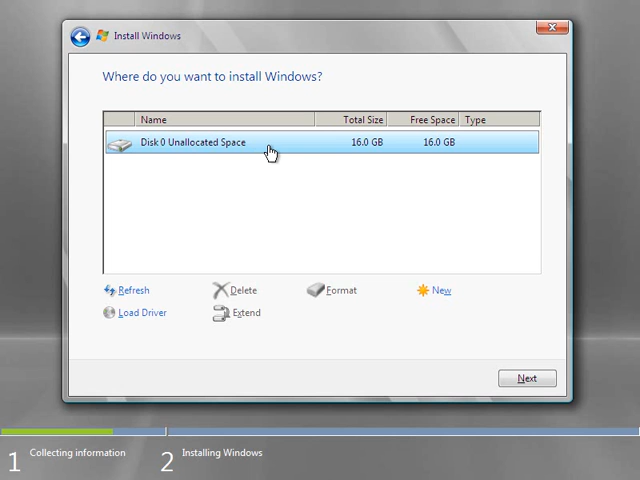 Install Windows
Where do you want to install Windows?
Name Total Size Free Space Type
Disk 0 Unallocated Space 16.0 GB 16.0 GB
Refresh Delete Format New
Load Driver Extend
Next
1 Collecting information 2 Installing Windows